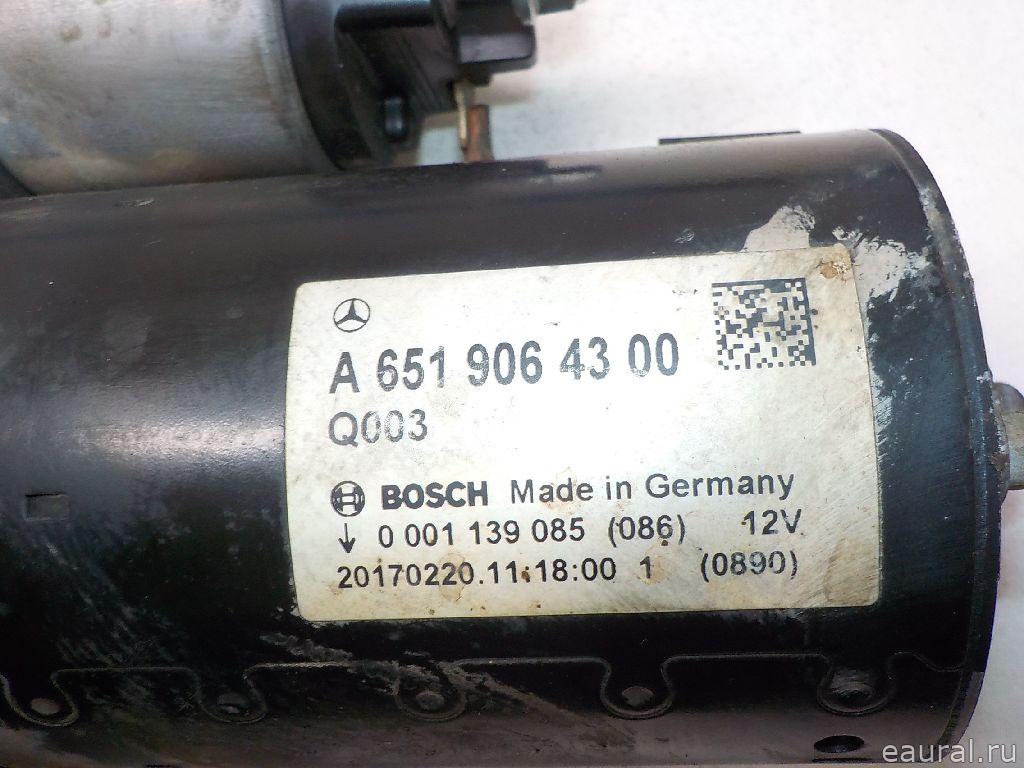 A 651 906 43 00
Q003
BOSCH Made in Germany
↓ 0 001 139 085 (086) 12V
20170220.11:18:00 1 (0890)
eaural.ru